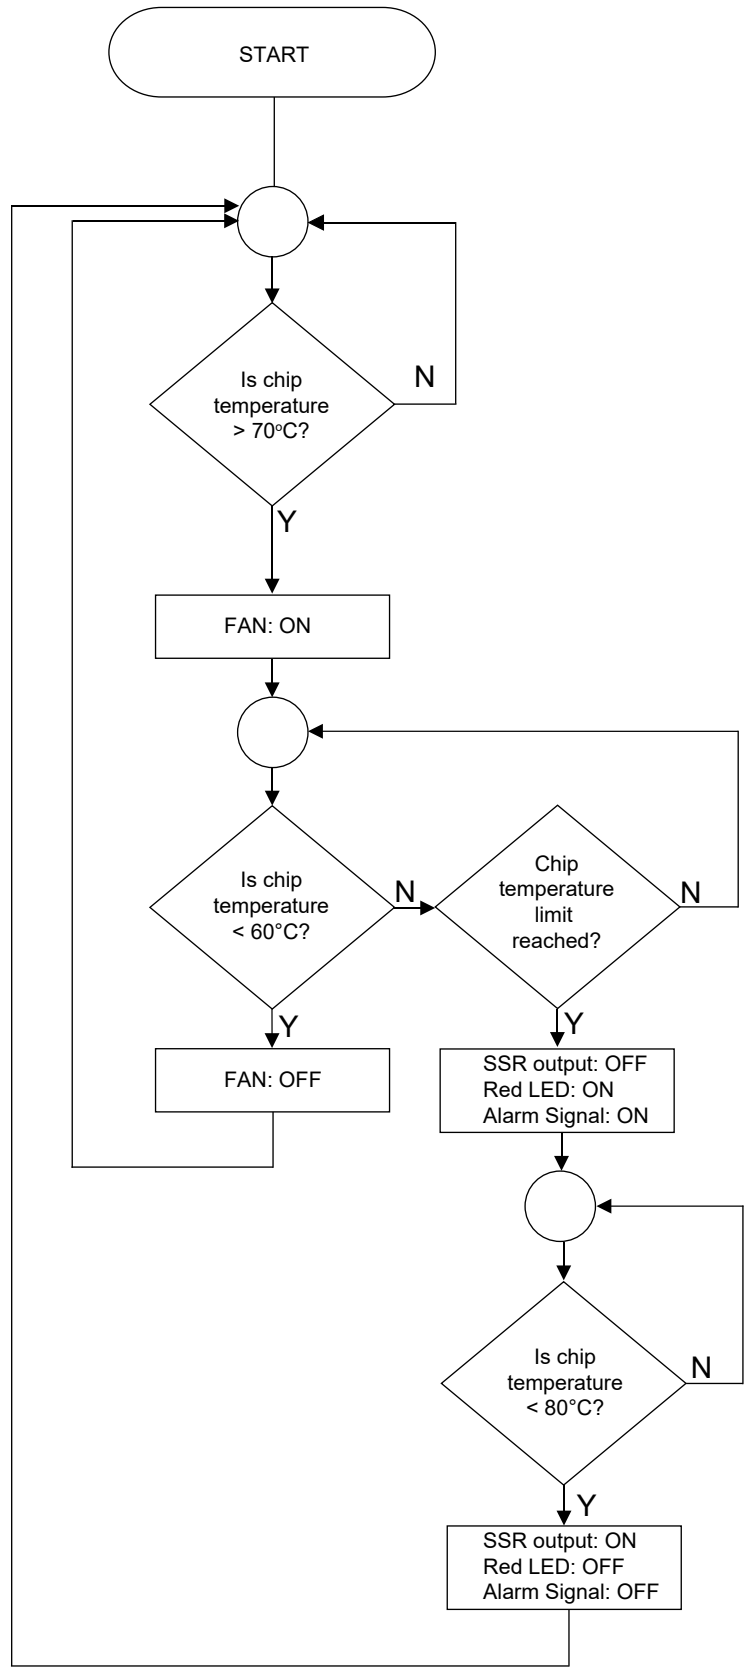 START
Is chip
temperature
> 70°C?
N
Y
FAN: ON
Is chip
temperature
< 60°C?
N
Chip
temperature
limit
reached?
N
Y
FAN: OFF
Y
SSR output: OFF
Red LED: ON
Alarm Signal: ON
Is chip
temperature
< 80°C?
N
Y
SSR output: ON
Red LED: OFF
Alarm Signal: OFF